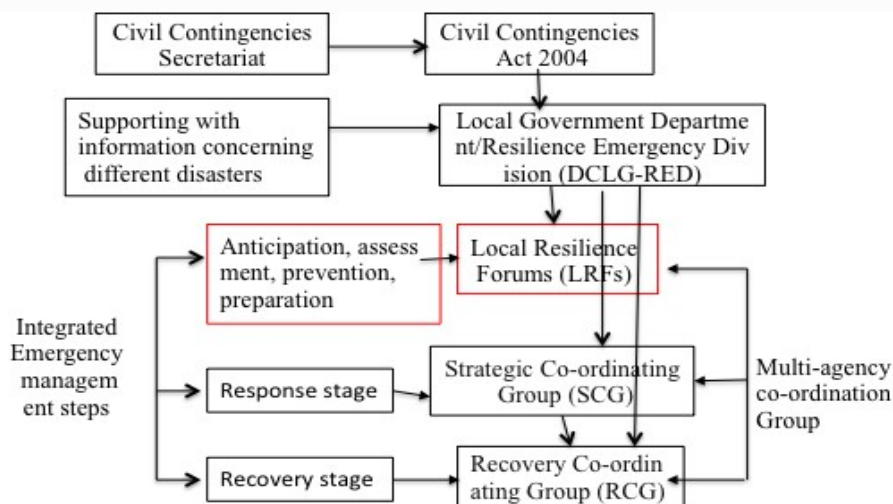 Civil Contingencies
Secretariat
Civil Contingencies
Act 2004
Supporting with
information concerning
different disasters
Local Government Departme
nt/Resilience Emergency Div
ision (DCLG-RED)
Anticipation, assess
ment, prevention,
preparation
Local Resilience
Forums (LRFs)
Integrated
Emergency
managem
ent steps
Response stage
Strategic Co-ordinating
Group (SCG)
Multi-agency
co-ordination
Group
Recovery stage
Recovery Co-ordin
ating Group (RCG)